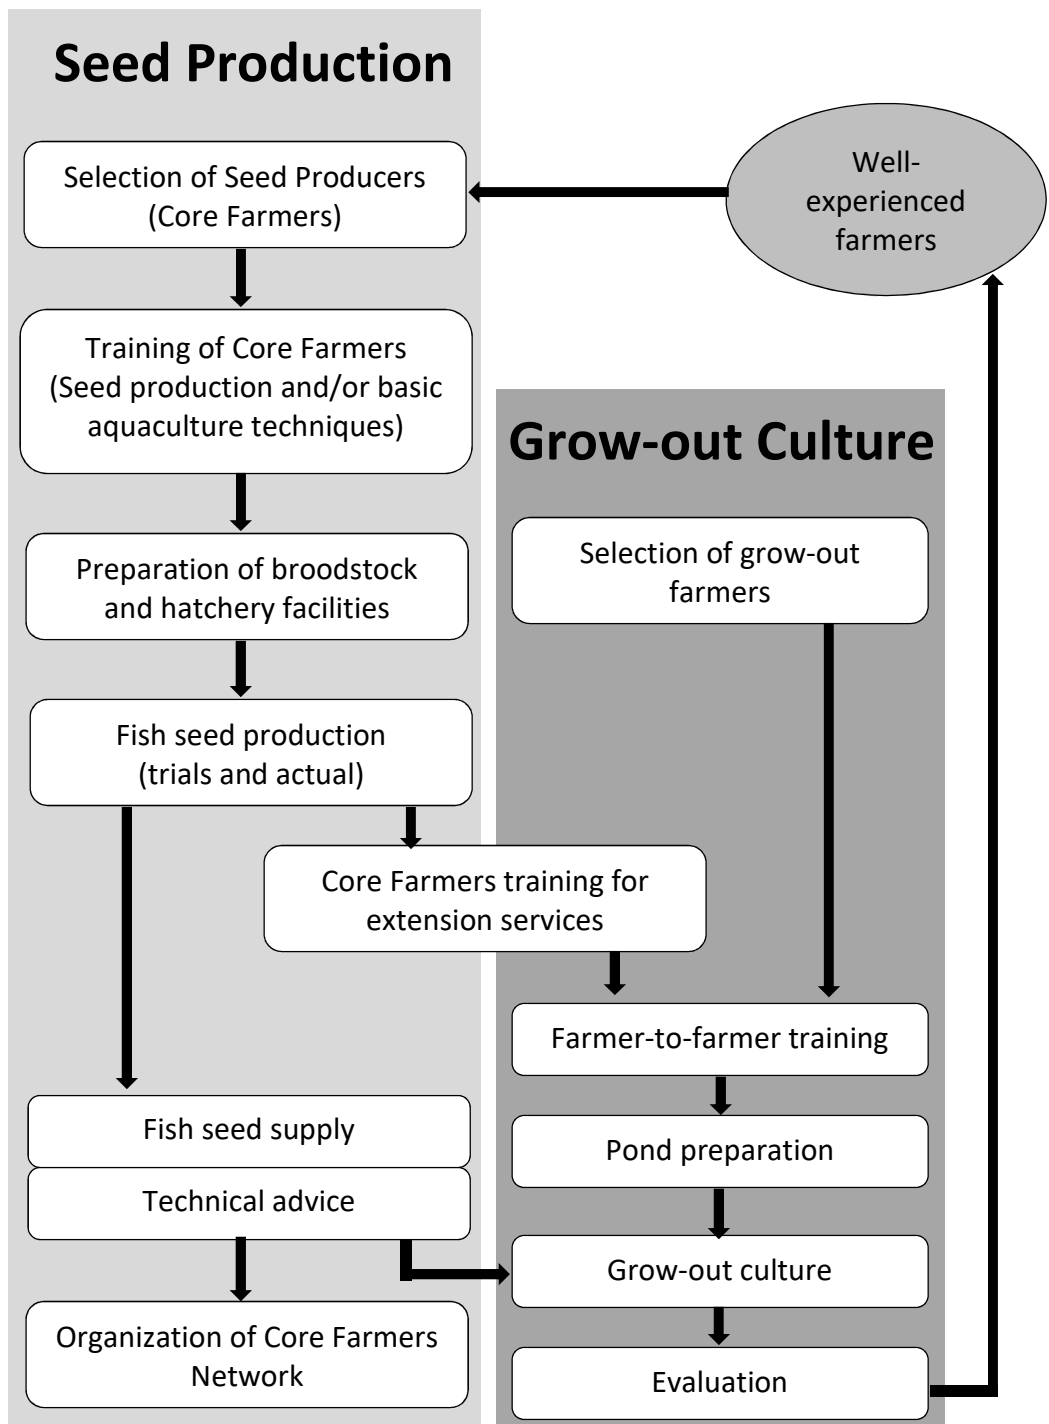 Seed Production
Selection of Seed Producers
(Core Farmers)
Well-
experienced
farmers
Training of Core Farmers
(Seed production and/or basic
aquaculture techniques)
Grow-out Culture
Preparation of broodstock
and hatchery facilities
Selection of grow-out
farmers
Fish seed production
(trials and actual)
Core Farmers training for
extension services
Farmer-to-farmer training
Fish seed supply
Pond preparation
Technical advice
Grow-out culture
Organization of Core Farmers
Network
Evaluation